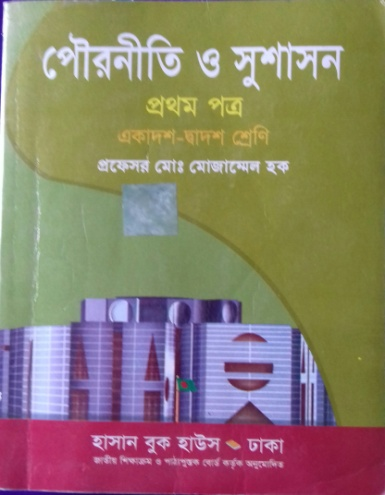 পৌরনীতি ও সুশাসন
প্রথম পত্র
একাদশ-দ্বাদশ শ্রেণি
প্রফেসর মোঃ মোজাম্মেল হক
হাসান বুক হাউস ঢাকা
জাতীয় শিক্ষাক্রম ও পাঠ্যপুস্তক বোর্ড কর্তৃক অনুমোদিত